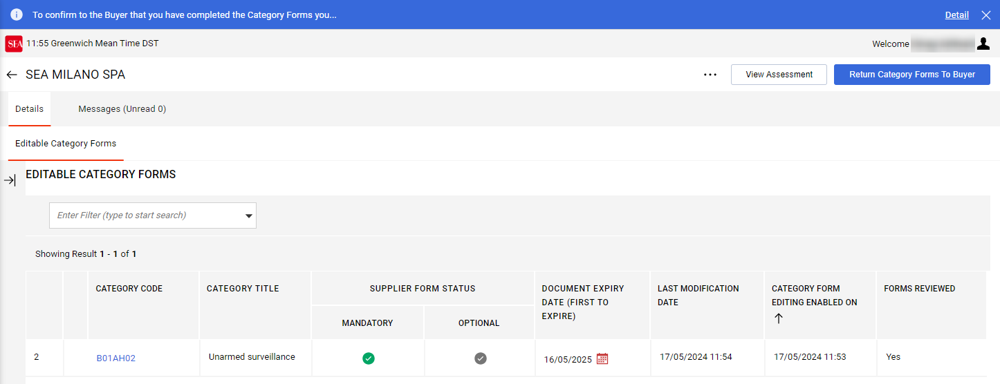 To confirm to the Buyer that you have completed the Category Forms you...
Detail
SEA
11:55 Greenwich Mean Time DST
Welcome
SEA MILANO SPA
View Assessment
Return Category Forms To Buyer
Details
Messages (Unread 0)
Editable Category Forms
EDITABLE CATEGORY FORMS
Enter Filter (type to start search)
Showing Result 1 - 1 of 1
CATEGORY CODE
CATEGORY TITLE
SUPPLIER FORM STATUS
MANDATORY
OPTIONAL
DOCUMENT EXPIRY
DATE (FIRST TO
EXPIRE)
LAST MODIFICATION
DATE
CATEGORY FORM
EDITING ENABLED ON
FORMS REVIEWED
2
B01AH02
Unarmed surveillance
16/05/2025
17/05/2024 11:54
17/05/2024 11:53
Yes